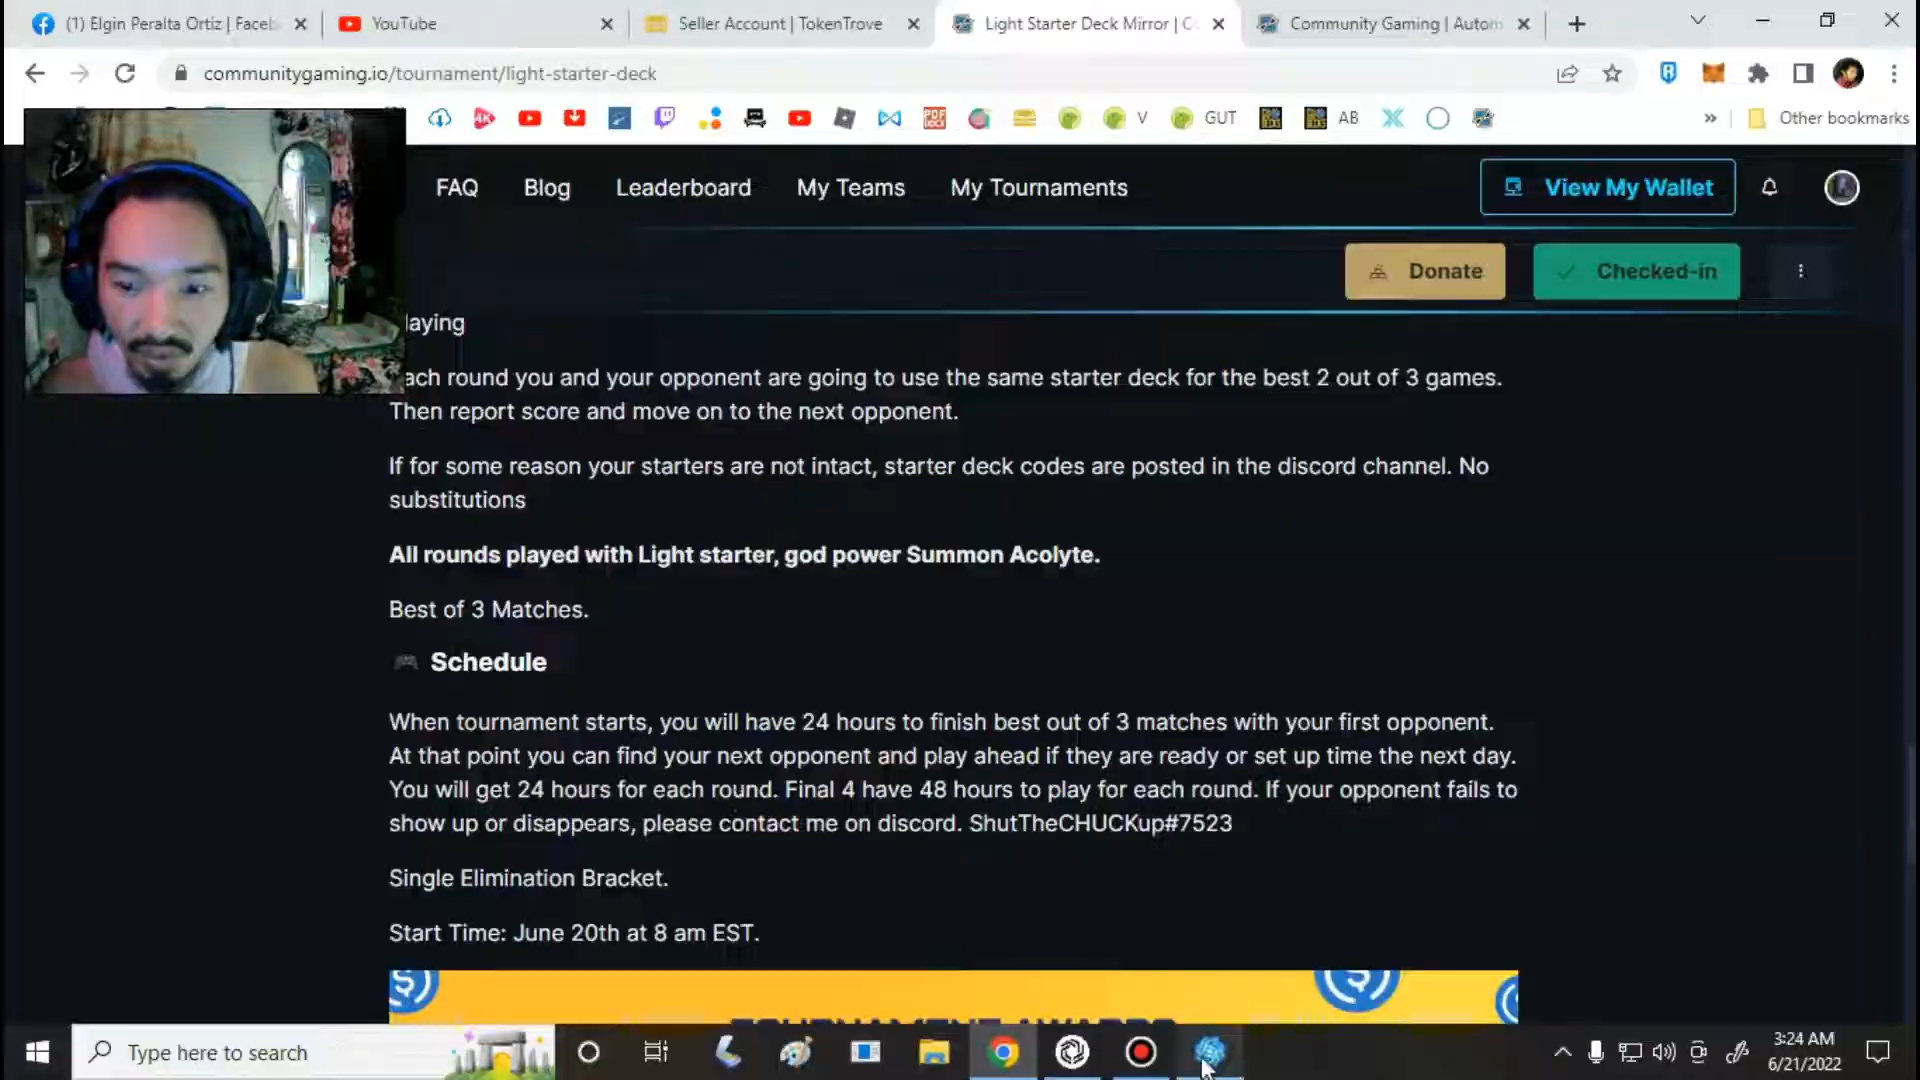 (1) Elgin Peralta Ortiz | Face
YouTube
Seller Account | TokenTrove
Light Starter Deck Mirror | C
Community Gaming | Autom
communitygaming.io/tournament/light-starter-deck
V
GUT
AB
Other bookmarks
FAQ
Blog
Leaderboard
My Teams
My Tournaments
View My Wallet
Donate
Checked-in
laying
ach round you and your opponent are going to use the same starter deck for the best 2 out of 3 games.
Then report score and move on to the next opponent.
If for some reason your starters are not intact, starter deck codes are posted in the discord channel. No
substitutions
All rounds played with Light starter, god power Summon Acolyte.
Best of 3 Matches.
Schedule
When tournament starts, you will have 24 hours to finish best out of 3 matches with your first opponent.
At that point you can find your next opponent and play ahead if they are ready or set up time the next day.
You will get 24 hours for each round. Final 4 have 48 hours to play for each round. If your opponent fails to
show up or disappears, please contact me on discord. ShutTheCHUCKup#7523
Single Elimination Bracket.
Start Time: June 20th at 8 am EST.
Type here to search
3:24 AM
6/21/2022